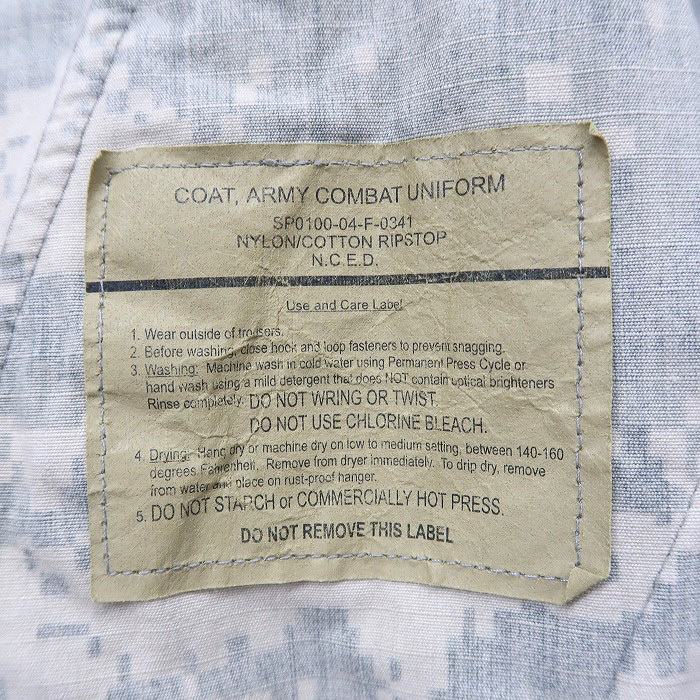 COAT, ARMY COMBAT UNIFORM
SP0100-04-F-0341
NYLON/COTTON RIPSTOP
N.C.E.D.
Use and Care Label
1. Wear outside of trousers.
2. Before washing, close hook and loop fasteners to prevent snagging.
3. Washing: Machine wash in cold water using Permanent Press Cycle or
hand wash using a mild detergent that does NOT contain optical brighteners
Rinse completely. DO NOT WRING OR TWIST.
DO NOT USE CHLORINE BLEACH.
4. Drying: Hang dry or machine dry on low to medium setting, between 140-160
degrees Fahrenheit. Remove from dryer immediately. To drip dry, remove
from water and place on rust-proof hanger.
5. DO NOT STARCH or COMMERCIALLY HOT PRESS.
DO NOT REMOVE THIS LABEL